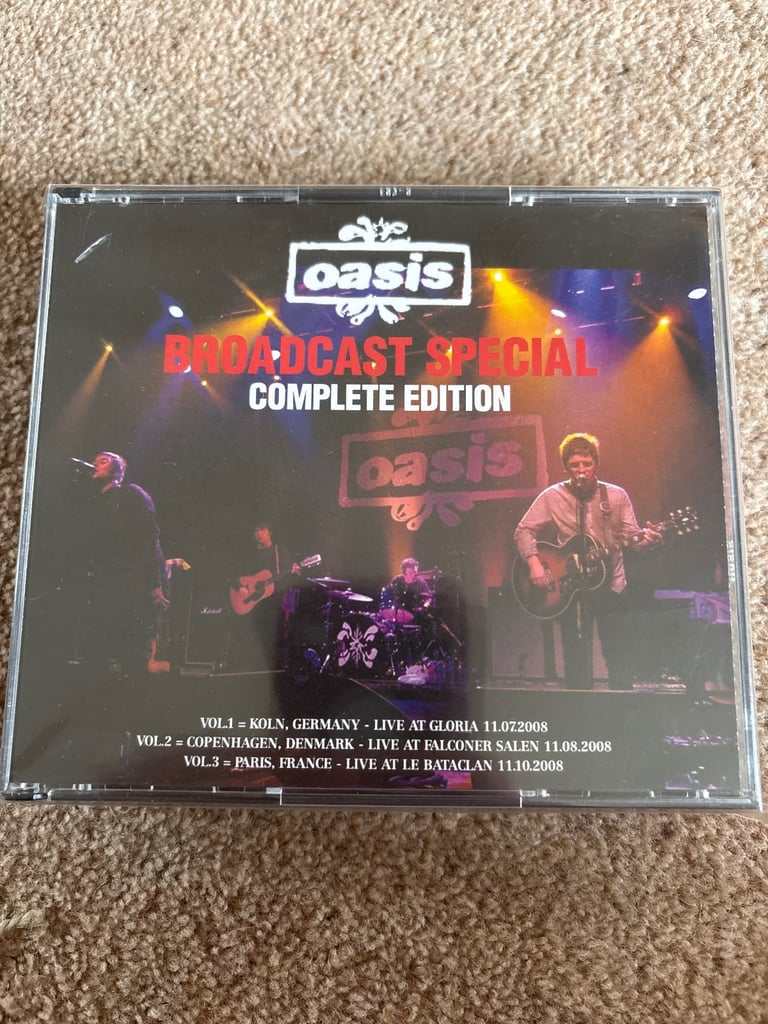 oasis
BROADCAST SPECIAL
COMPLETE EDITION
oasis
Marshall
VOL.1 = KOLN, GERMANY - LIVE AT GLORIA 11.07.2008
VOL.2 = COPENHAGEN, DENMARK - LIVE AT FALCONER SALEN 11.08.2008
VOL.3 = PARIS, FRANCE - LIVE AT LE BATACLAN 11.10.2008